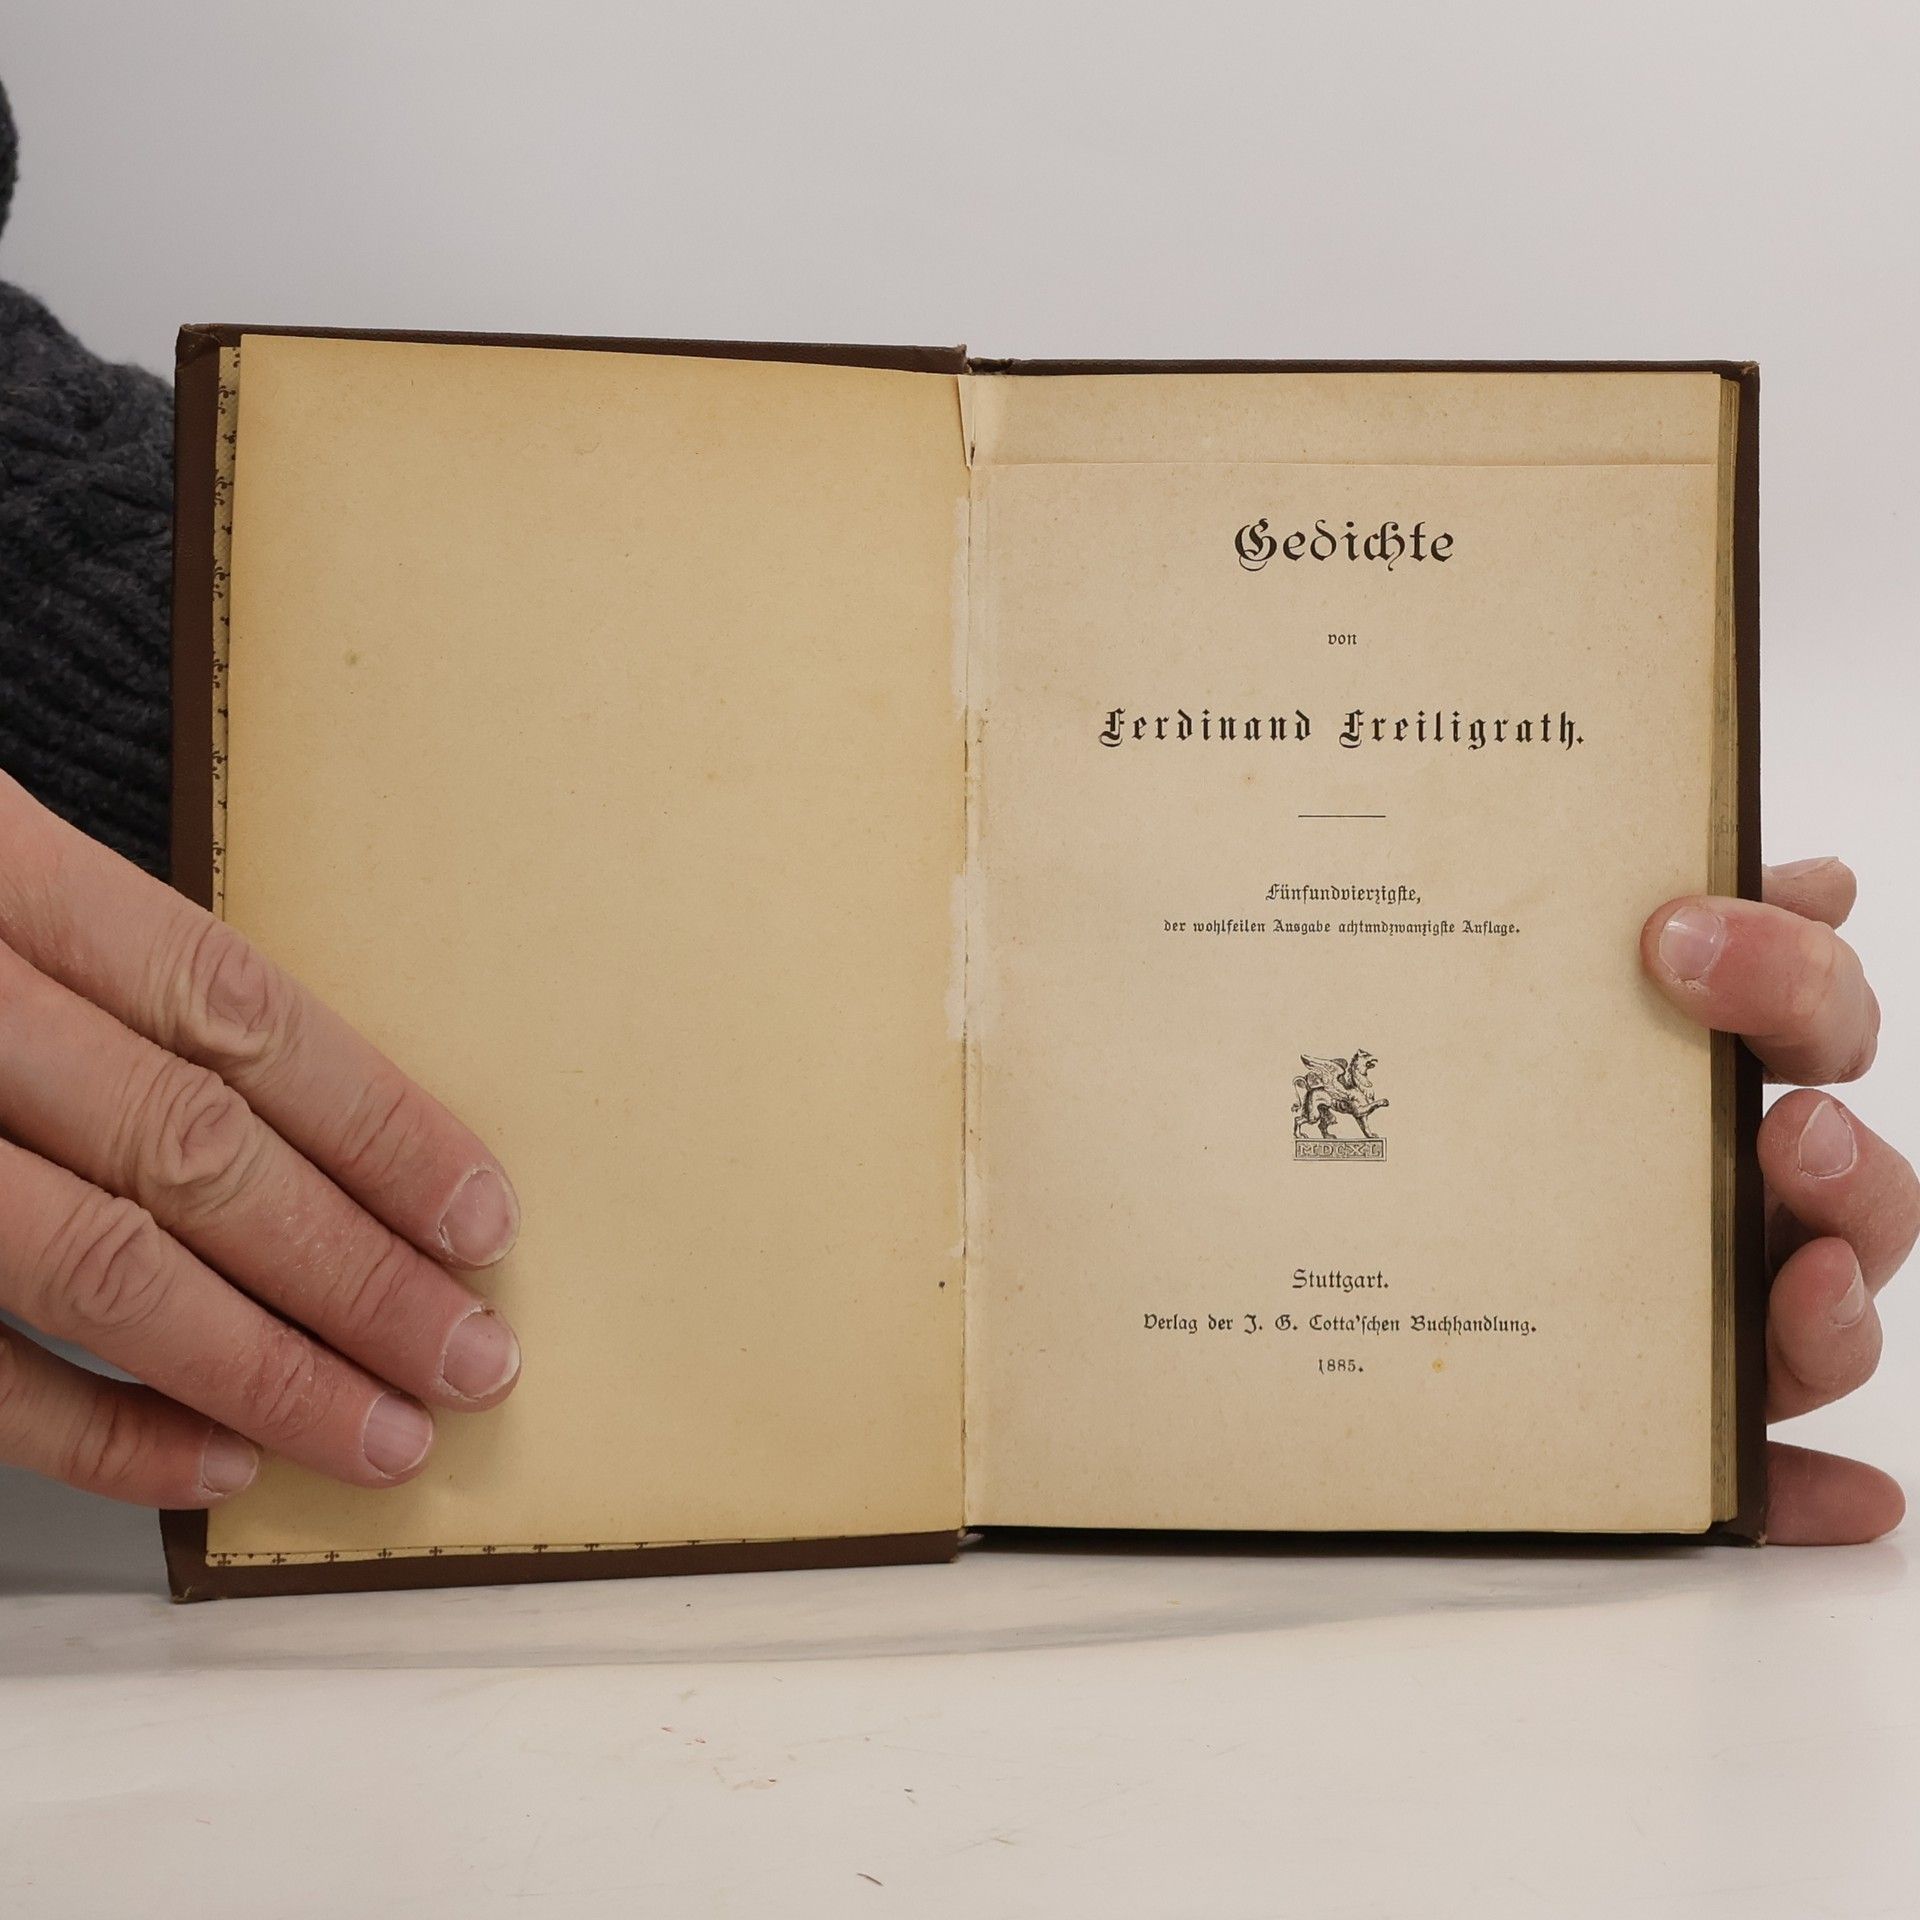 Gedichte
von
Ferdinand Freiligrath.
Fünfundvierzigste,
der wohlfeilen Ausgabe achtundzwanzigste Auflage.
MDCXL
Stuttgart.
Verlag der J. G. Cotta'schen Buchhandlung.
1885.